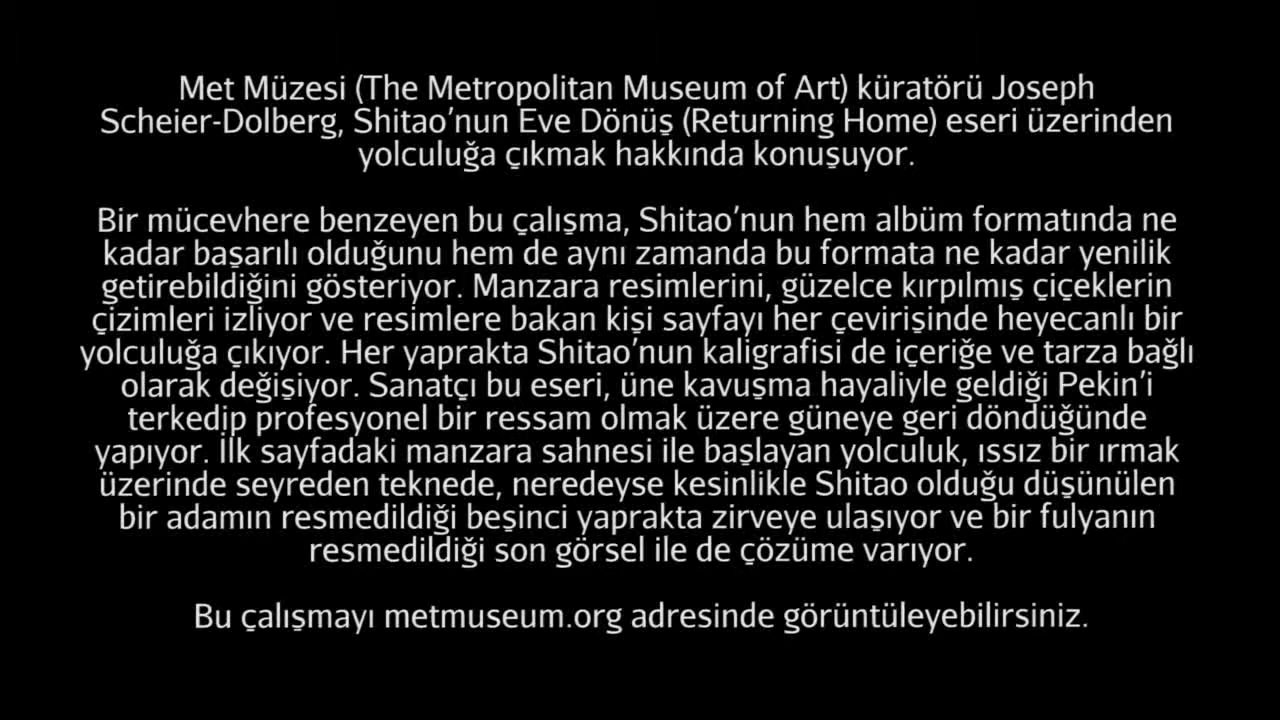 Met Müzesi (The Metropolitan Museum of Art) küratörü Joseph
Scheier-Dolberg, Shitao’nun Eve Dönüş (Returning Home) eseri üzerinden
yolculuğa çıkmak hakkında konuşuyor.
Bir mücevhere benzeyen bu çalışma, Shitao’nun hem albüm formatında ne
kadar başarılı olduğunu hem de aynı zamanda bu formata ne kadar yenilik
getirebildiğini gösteriyor. Manzara resimlerini, güzelce kırpılmış çiçeklerin
çizimleri izliyor ve resimlere bakan kişi sayfayı her çevirişinde heyecanlı bir
yolculuğa çıkıyor. Her yaprakta Shitao’nun kaligrafisi de içeriğe ve tarza bağlı
olarak değişiyor. Sanatçı bu eseri, üne kavuşma hayaliyle geldiği Pekin’i
terkedip profesyonel bir ressam olmak üzere güneye geri döndüğünde
yapıyor. İlk sayfadaki manzara sahnesi ile başlayan yolculuk, ıssız bir ırmak
üzerinde seyreden teknede, neredeyse kesinlikle Shitao olduğu düşünülen
bir adamın resmedildiği beşinci yaprakta zirveye ulaşıyor ve bir fulyanın
resmedildiği son görsel ile de çözüme varıyor.
Bu çalışmayı metmuseum.org adresinde görüntüleyebilirsiniz.